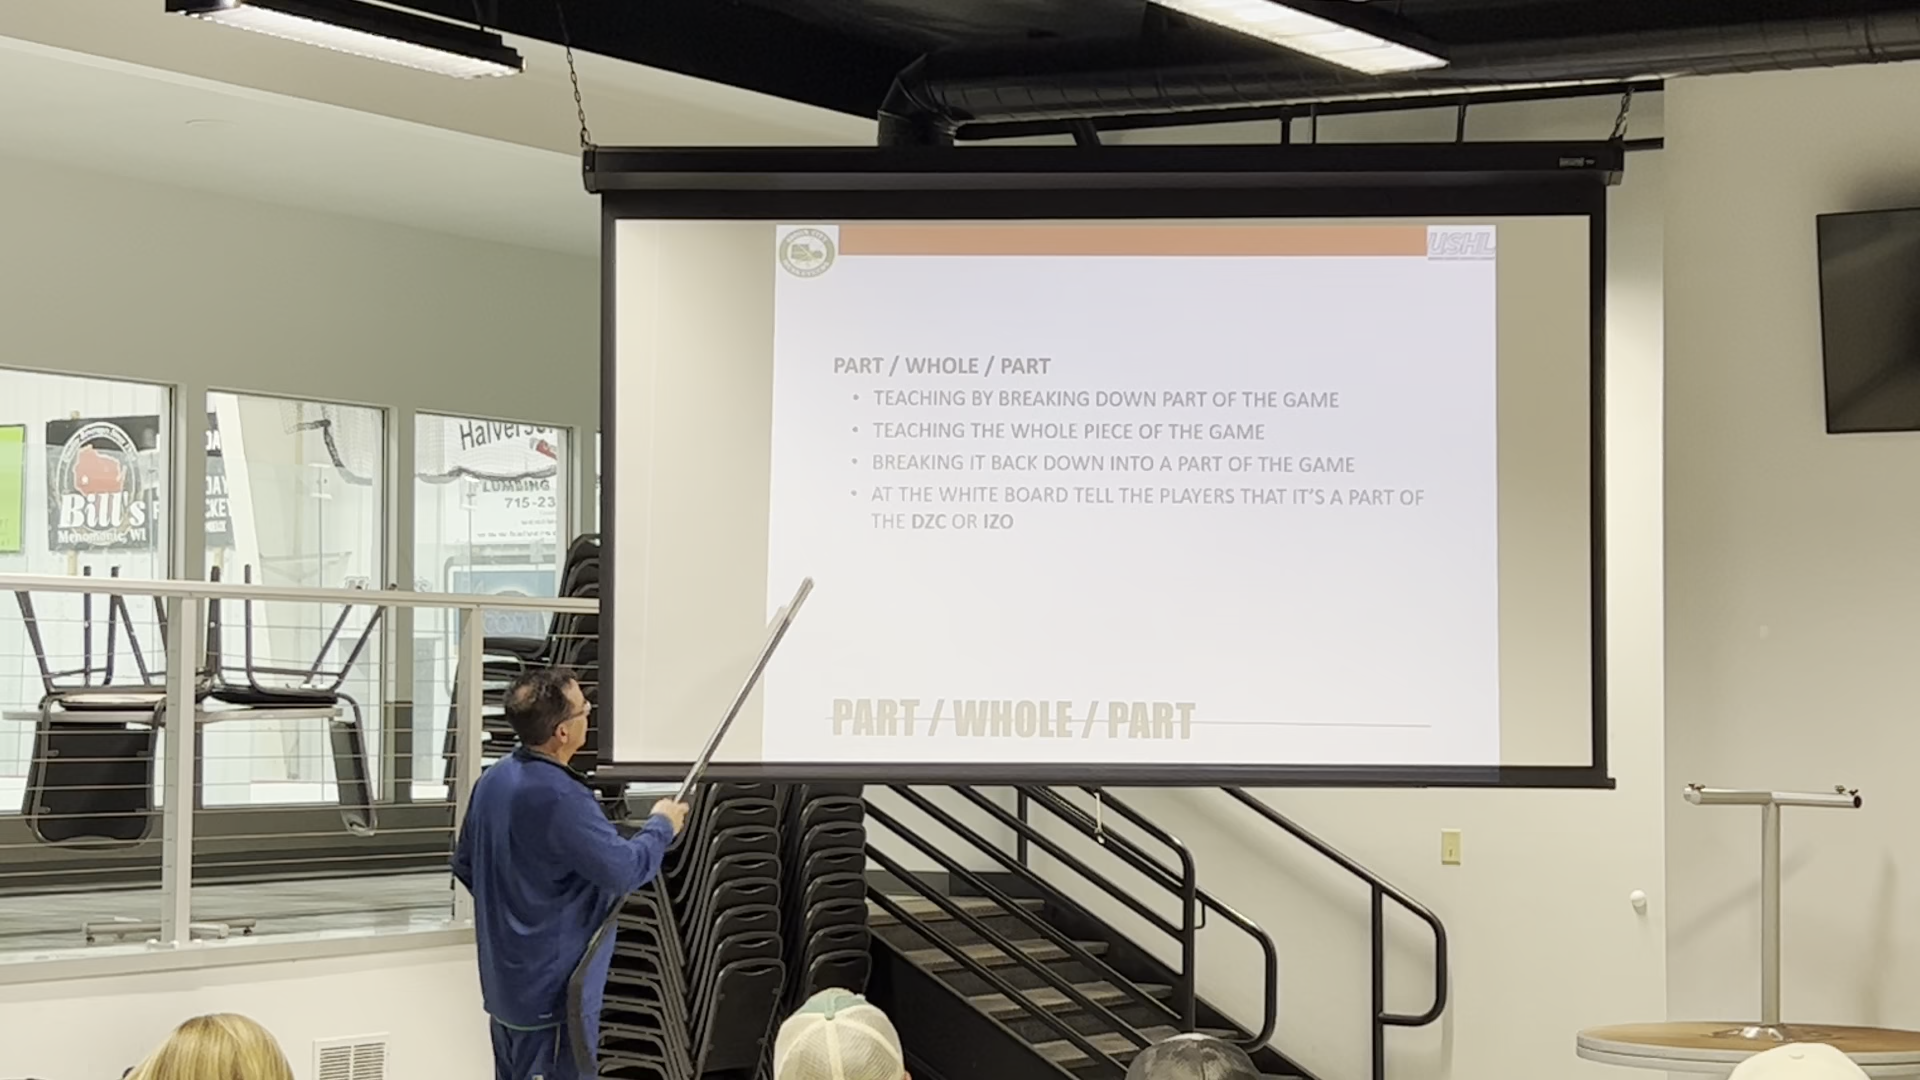 USHL
PART / WHOLE / PART
• TEACHING BY BREAKING DOWN PART OF THE GAME
• TEACHING THE WHOLE PIECE OF THE GAME
• BREAKING IT BACK DOWN INTO A PART OF THE GAME
• AT THE WHITE BOARD TELL THE PLAYERS THAT IT'S A PART OF
THE DZC OR IZO
PART / WHOLE / PART
Bill's
Menomonie, WI
Halverso
PLUMBING
715-23